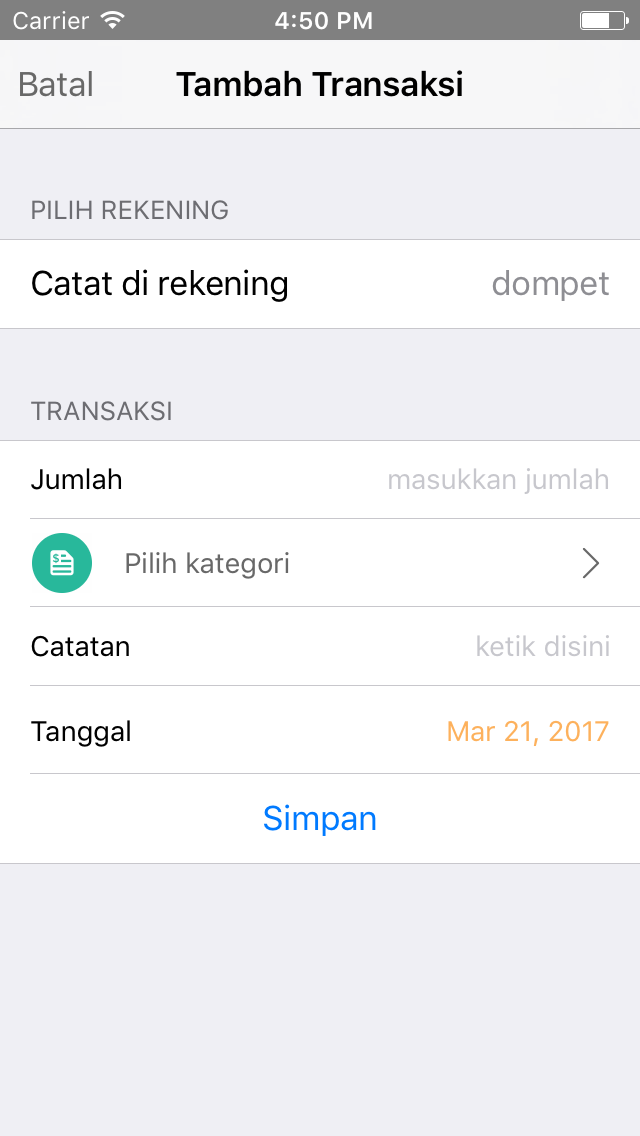 Carrier 4:50 PM
Batal Tambah Transaksi
PILIH REKENING
Catat di rekening dompet
TRANSAKSI
Jumlah masukkan jumlah
$ Pilih kategori
Catatan ketik disini
Tanggal Mar 21, 2017
Simpan